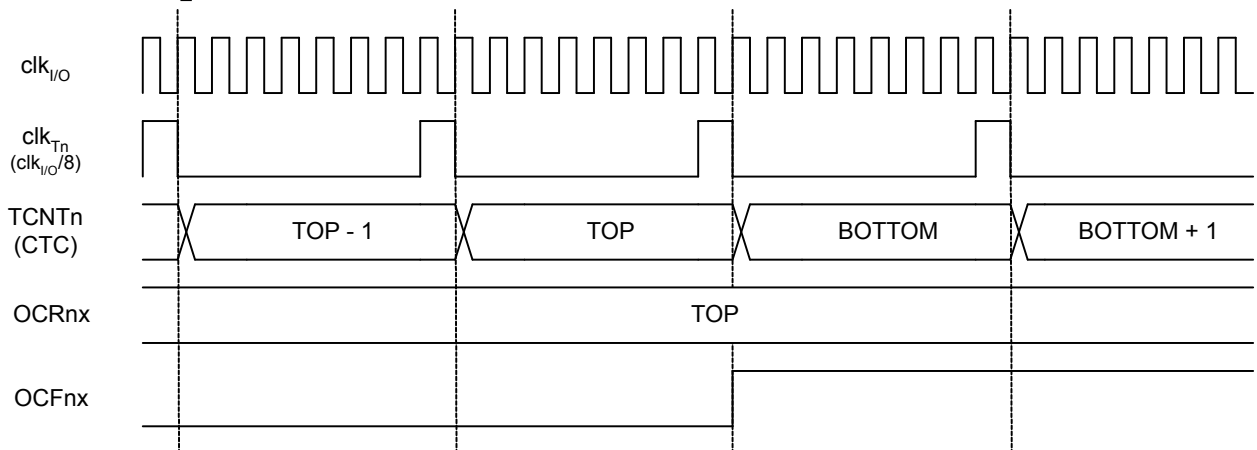 clkI/O
clkTn
(clkI/O/8)
TCNTn
(CTC)
TOP - 1
TOP
BOTTOM
BOTTOM + 1
OCRnx
TOP
OCFnx